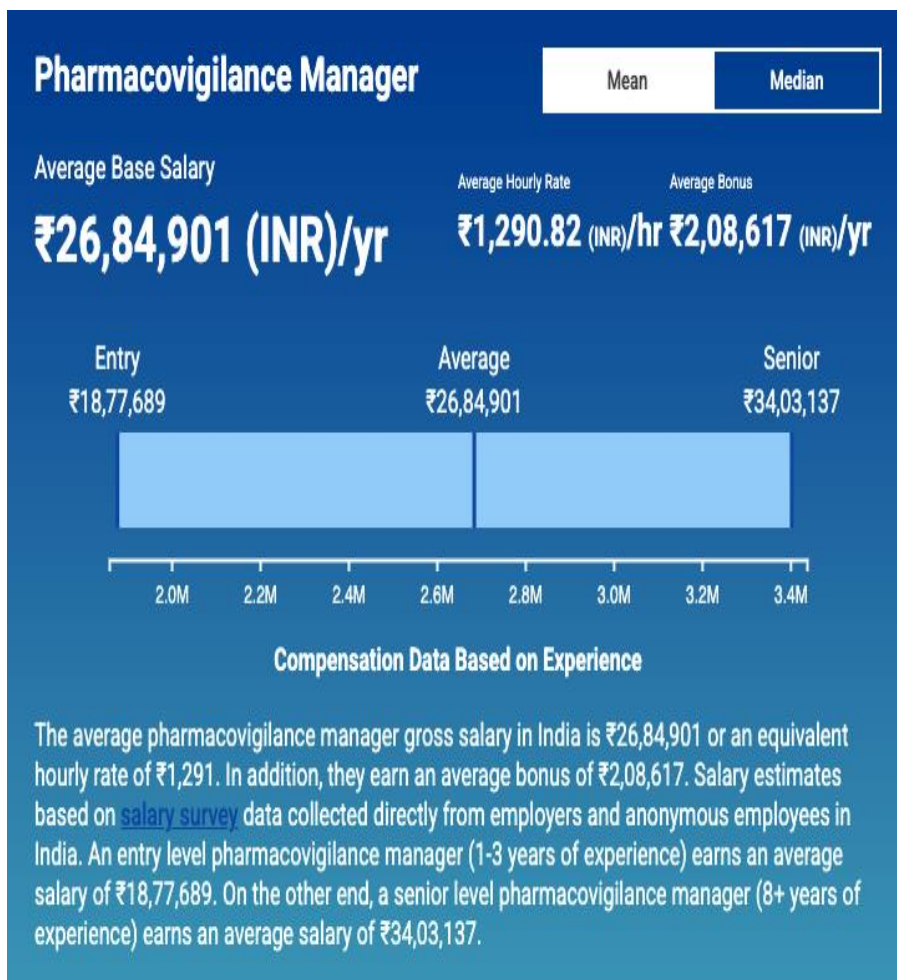 Pharmacovigilance Manager
Mean
Median
Average Base Salary
₹26,84,901 (INR)/yr
Average Hourly Rate
₹1,290.82 (INR)/hr
Average Bonus
₹2,08,617 (INR)/yr
Entry
₹18,77,689
Average
₹26,84,901
Senior
₹34,03,137
2.0M 2.2M 2.4M 2.6M 2.8M 3.0M 3.2M 3.4M
Compensation Data Based on Experience
The average pharmacovigilance manager gross salary in India is ₹26,84,901 or an equivalent
hourly rate of ₹1,291. In addition, they earn an average bonus of ₹2,08,617. Salary estimates
based on salary survey data collected directly from employers and anonymous employees in
India. An entry level pharmacovigilance manager (1-3 years of experience) earns an average
salary of ₹18,77,689. On the other end, a senior level pharmacovigilance manager (8+ years of
experience) earns an average salary of ₹34,03,137.